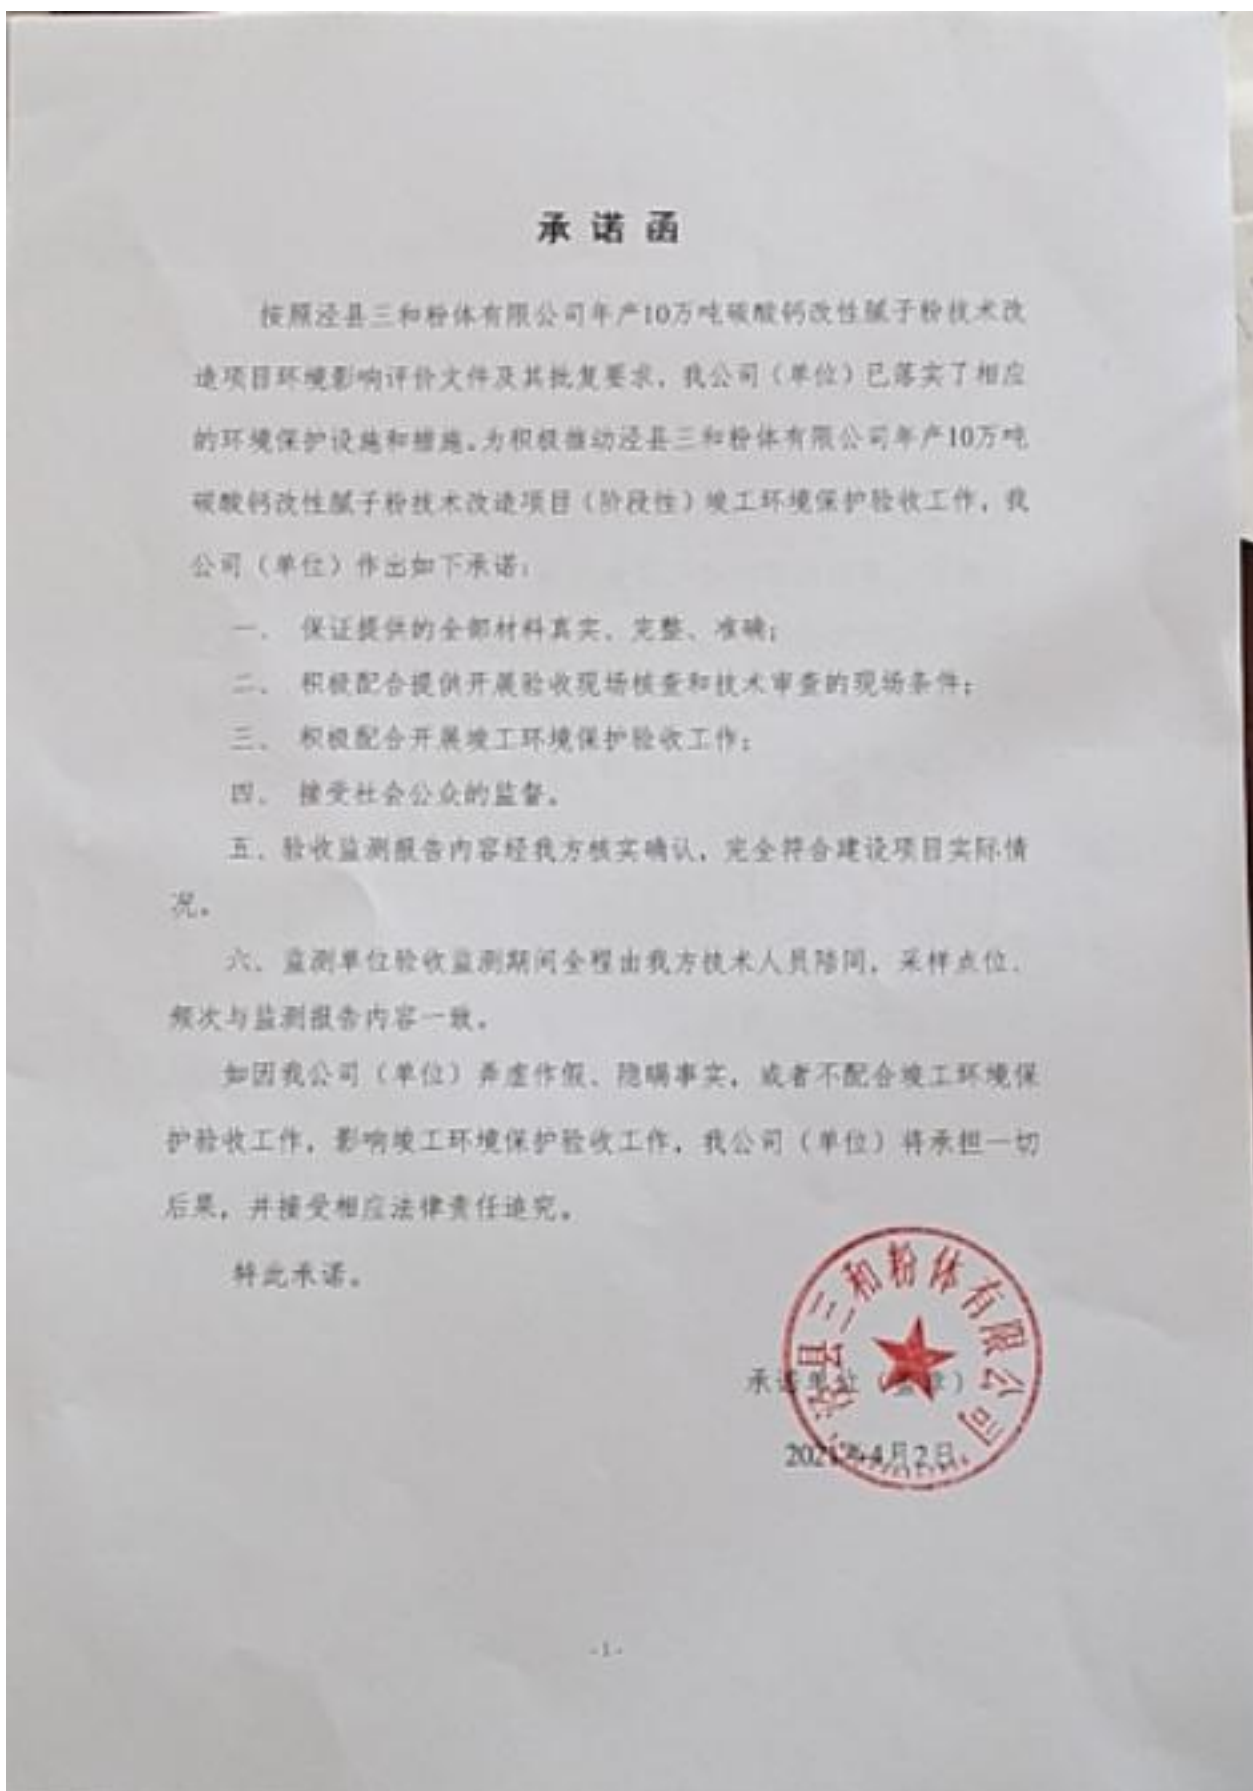 承诺函
按照泾县三和粉体有限公司年产10万吨碳酸钙改性腻子粉技术改
造项目环境影响评价文件及其批复要求，我公司（单位）已落实了相应
的环境保护设施和措施。为积极推动泾县三和粉体有限公司年产10万吨
碳酸钙改性腻子粉技术改造项目（阶段性）竣工环境保护验收工作，我
公司（单位）作出如下承诺：
一、 保证提供的全部材料真实、完整、准确；
二、 积极配合提供开展验收现场核查和技术审查的现场条件；
三、 积极配合开展竣工环境保护验收工作；
四、 接受社会公众的监督。
五、验收监测报告内容经我方核实确认，完全符合建设项目实际情
况。
六、监测单位验收监测期间全程由我方技术人员陪同，采样点位、
频次与监测报告内容一致。
如因我公司（单位）弄虚作假、隐瞒事实，或者不配合竣工环境保
护验收工作，影响竣工环境保护验收工作，我公司（单位）将承担一切
后果，并接受相应法律责任追究。
特此承诺。
泾县三和粉体有限公司
承诺单位（盖章）
2021年4月2日
- 1 -